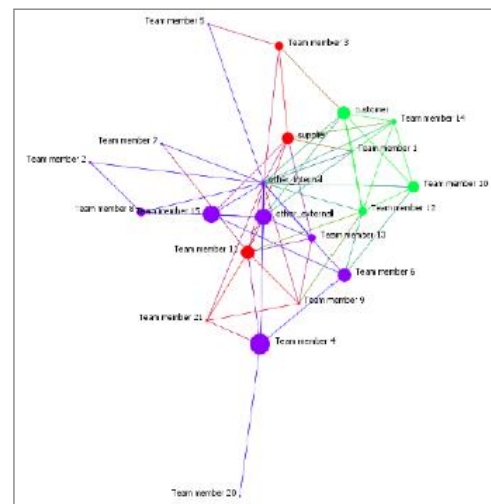 Team member 5
Team member 3
customer
Team member 14
supplier
Team member 7
Team member 1
Team member 2
other_internal
Team member 10
Team member 8
Team member 15
other_external
Team member 12
Team member 13
Team member 11
Team member 6
Team member 9
Team member 21
Team member 4
Team member 20